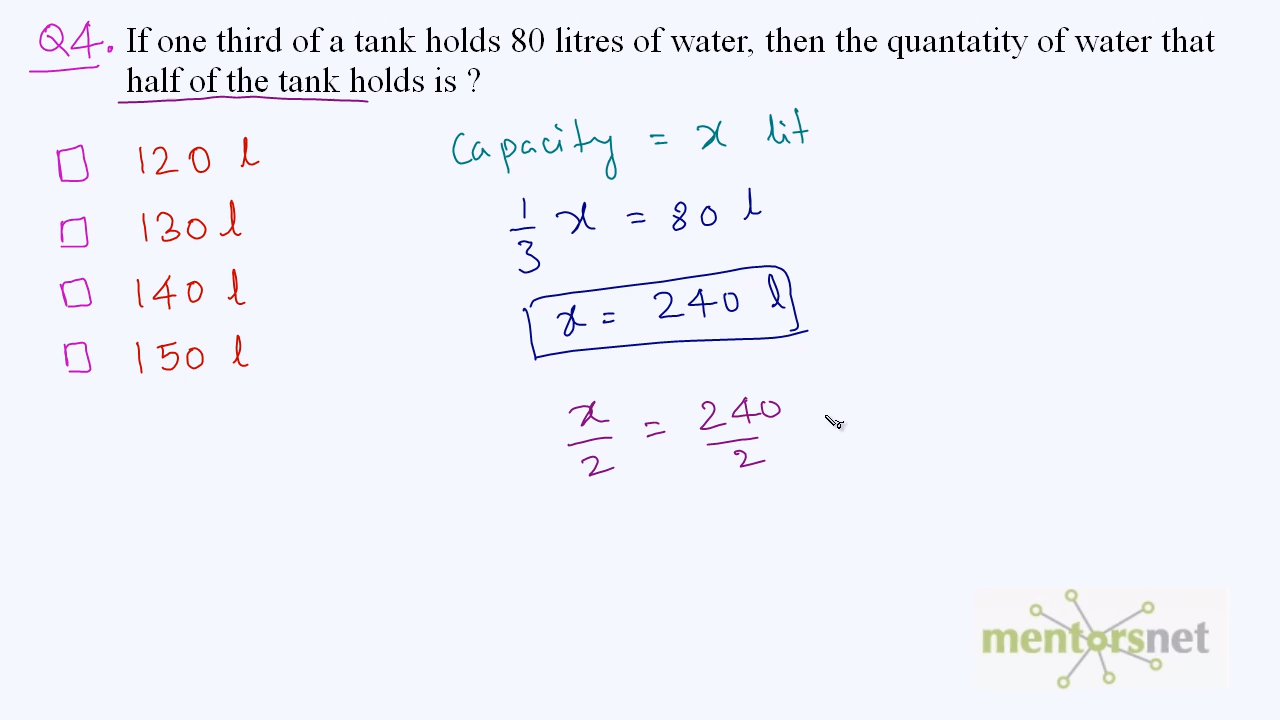 Q4. If one third of a tank holds 80 litres of water, then the quantatity of water that
half of the tank holds is ?
120 l
130 l
140 l
150 l
Capacity = x lit
1/3 x = 80 l
x = 240 l
x/2 = 240/2
mentorsnet